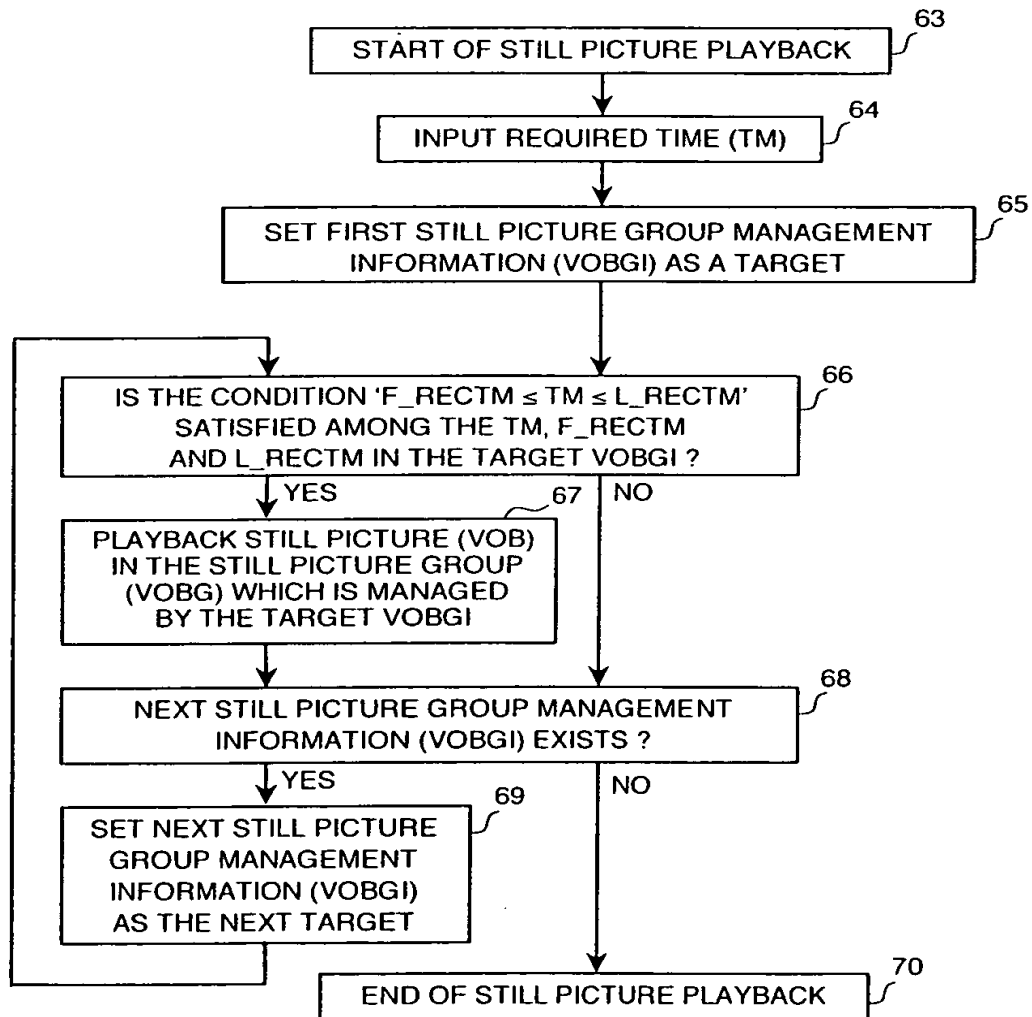 63
START OF STILL PICTURE PLAYBACK
64
INPUT REQUIRED TIME (TM)
65
SET FIRST STILL PICTURE GROUP MANAGEMENT
INFORMATION (VOBGI) AS A TARGET
66
IS THE CONDITION 'F_RECTM ≤ TM ≤ L_RECTM'
SATISFIED AMONG THE TM, F_RECTM
AND L_RECTM IN THE TARGET VOBGI ?
YES
NO
67
PLAYBACK STILL PICTURE (VOB)
IN THE STILL PICTURE GROUP
(VOBG) WHICH IS MANAGED
BY THE TARGET VOBGI
68
NEXT STILL PICTURE GROUP MANAGEMENT
INFORMATION (VOBGI) EXISTS ?
YES
NO
69
SET NEXT STILL PICTURE
GROUP MANAGEMENT
INFORMATION (VOBGI)
AS THE NEXT TARGET
70
END OF STILL PICTURE PLAYBACK